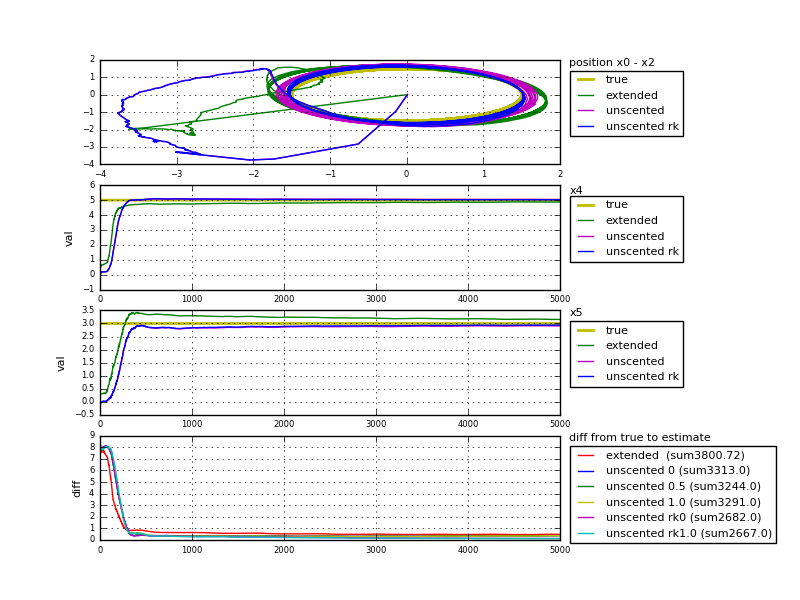 position x0 - x2
2
1
0
−1
−2
−3
−4
true
extended
unscented
unscented rk
−4 −3 −2 −1 0 1 2
x4
6
5
4
3
2
1
0
−1
val
true
extended
unscented
unscented rk
0 1000 2000 3000 4000 5000
x5
3.5
3.0
2.5
2.0
1.5
1.0
0.5
0.0
−0.5
val
true
extended
unscented
unscented rk
0 1000 2000 3000 4000 5000
diff from true to estimate
9
8
7
6
5
4
3
2
1
0
diff
extended (sum3800.72)
unscented 0 (sum3313.0)
unscented 0.5 (sum3244.0)
unscented 1.0 (sum3291.0)
unscented rk0 (sum2682.0)
unscented rk1.0 (sum2667.0)
0 1000 2000 3000 4000 5000